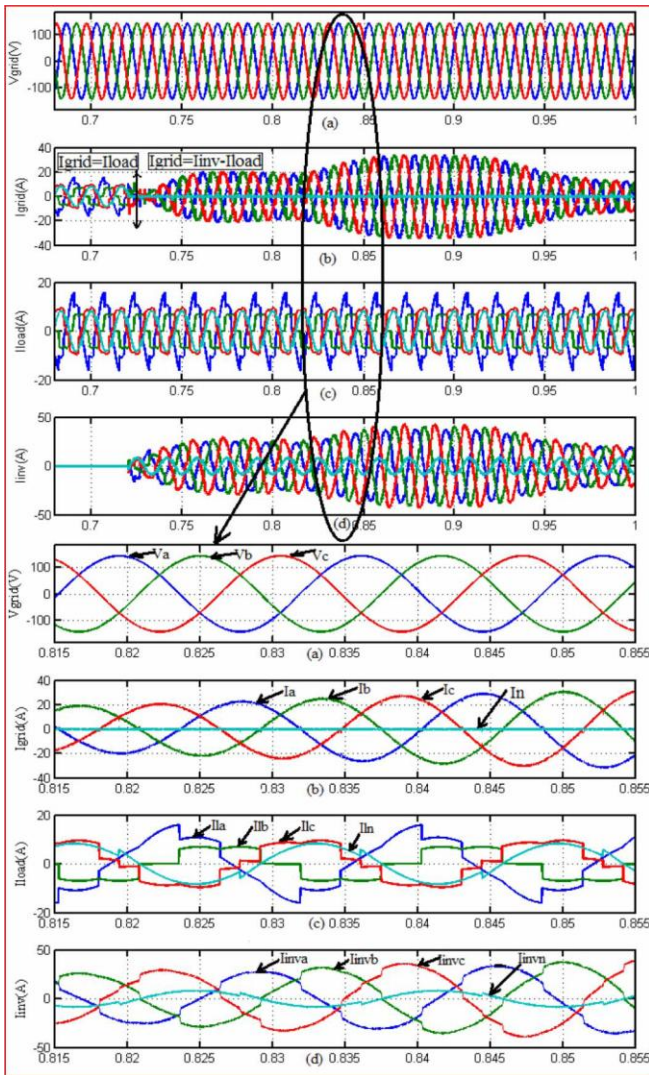 Vgrid(V)
100
0
-100
0.7 0.75 0.8 0.85 0.9 0.95 1
(a)
Igrid(A)
40
20
0
-20
-40
Igrid=Iload Igrid=Iinv-Iload
0.7 0.75 0.8 0.85 0.9 0.95 1
(b)
Iload(A)
20
0
20
0.7 0.75 0.8 0.85 0.9 0.95 1
(c)
Iinv(A)
50
0
-50
0.7 0.75 0.8 0.85 0.9 0.95 1
(d)
Vgrid(V)
100
0
-100
Va Vb Vc
0.815 0.82 0.825 0.83 0.835 0.84 0.845 0.85 0.855
(a)
Igrid(A)
40
20
0
-20
-40
Ia Ib Ic In
0.815 0.82 0.825 0.83 0.835 0.84 0.845 0.85 0.855
(b)
Iload(A)
20
0
20
Ila Ilb Ilc Iln
0.815 0.82 0.825 0.83 0.835 0.84 0.845 0.85 0.855
(c)
Iinv(A)
50
0
-50
Iinva Iinvb Iinvc Iinvn
0.815 0.82 0.825 0.83 0.835 0.84 0.845 0.85 0.855
(d)